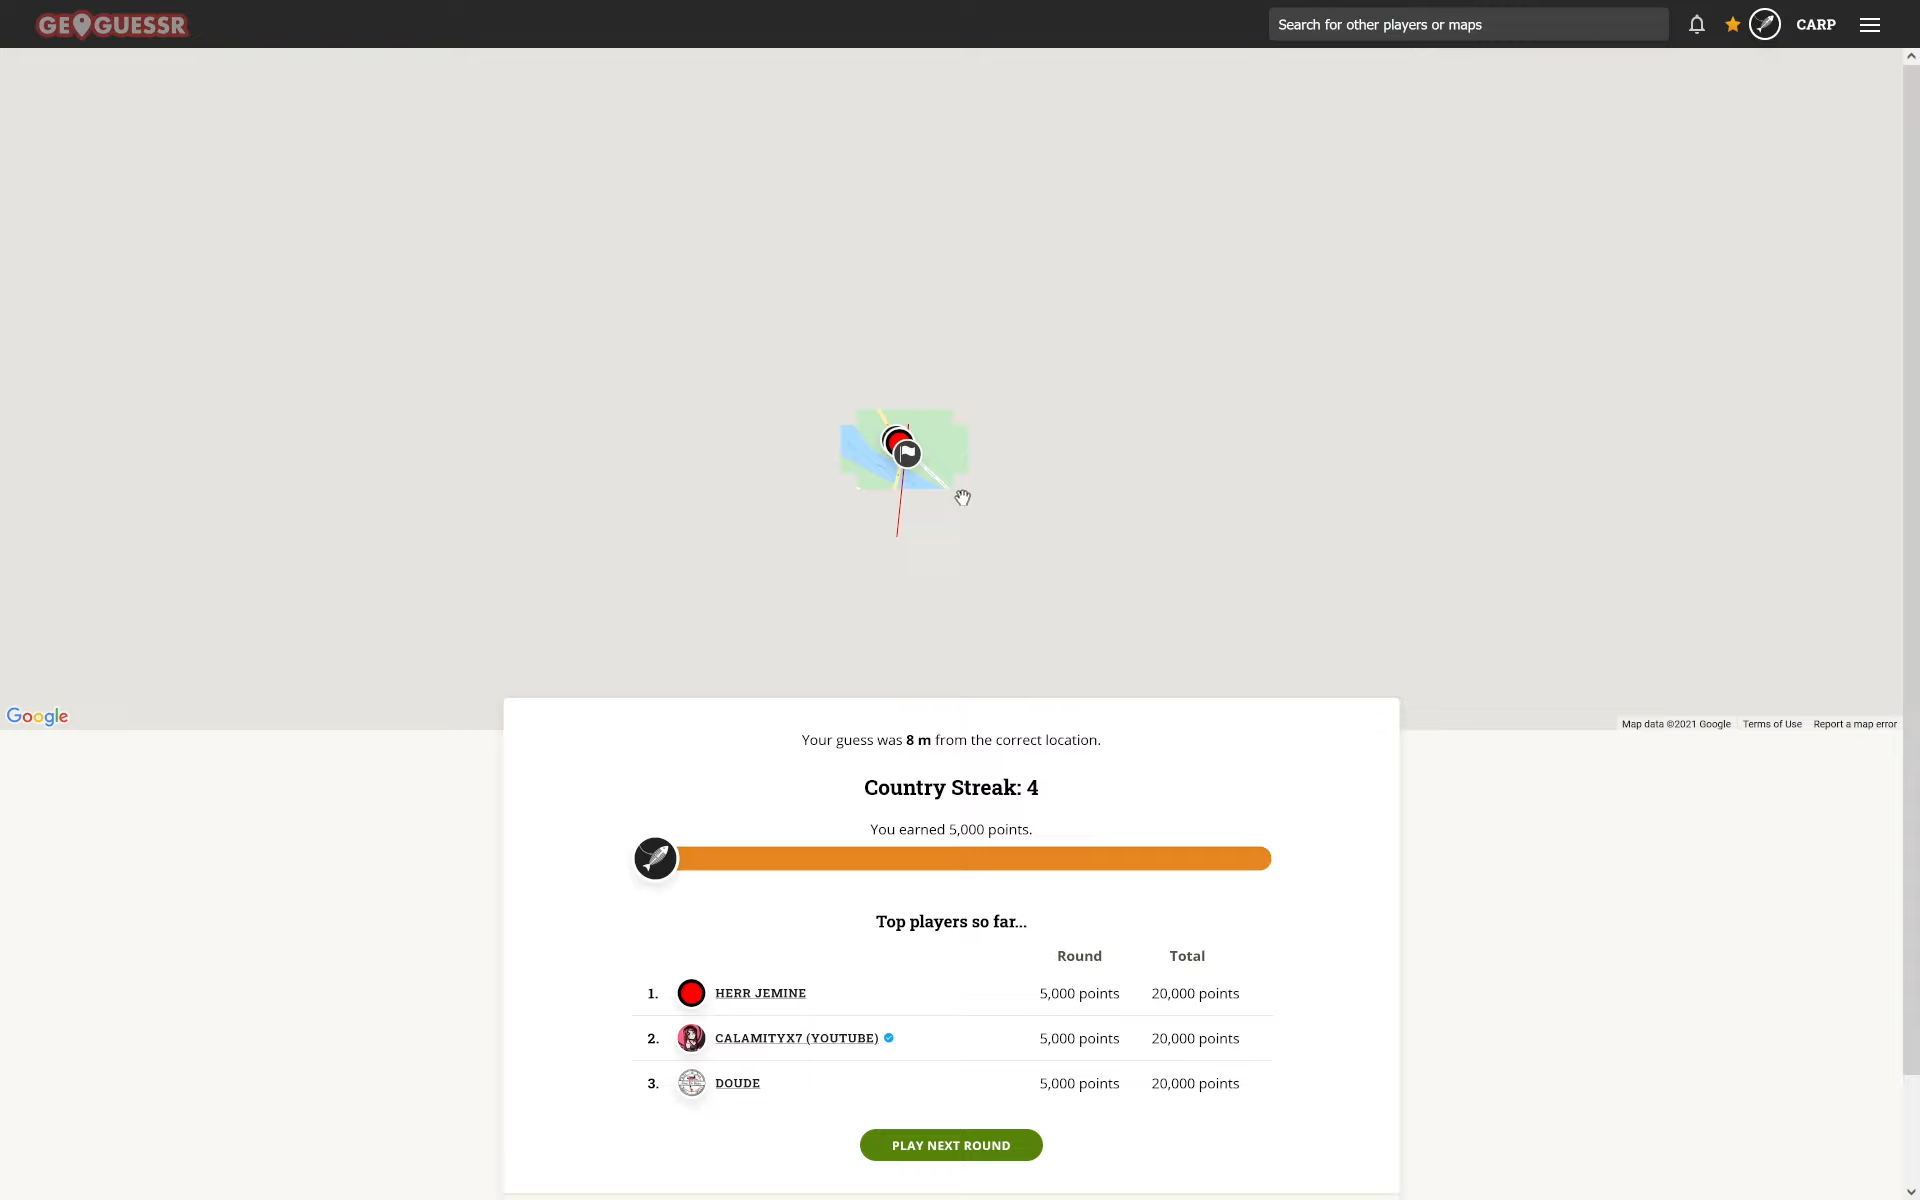 GEOGUESSR
Search for other players or maps
CARP
Google
Map data ©2021 Google
Terms of Use
Report a map error
Your guess was 8 m from the correct location.
Country Streak: 4
You earned 5,000 points.
Top players so far...
Round Total
1. HERR JEMINE 5,000 points 20,000 points
2. CALAMITYX7 (YOUTUBE) 5,000 points 20,000 points
3. DOUDE 5,000 points 20,000 points
PLAY NEXT ROUND